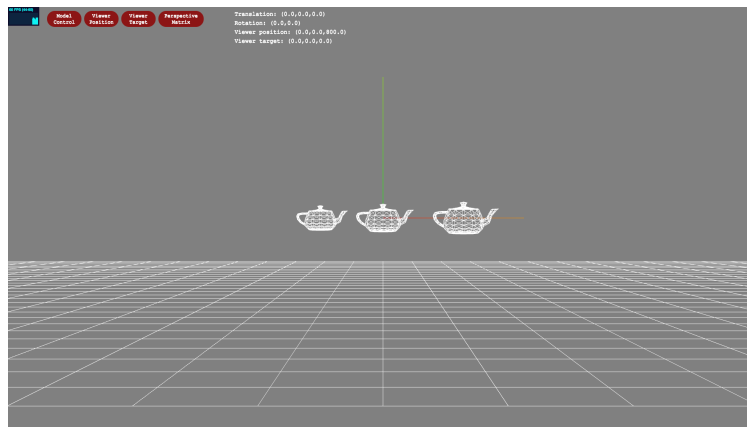 Model
Control
Viewer
Position
Viewer
Target
Perspective
Matrix
Translation: (0.0,0.0,0.0)
Rotation: (0.0,0.0)
Viewer position: (0.0,0.0,800.0)
Viewer target: (0.0,0.0,0.0)